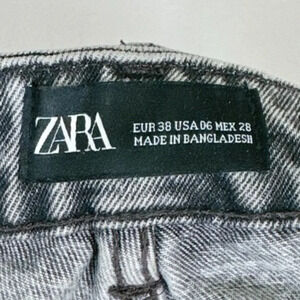 ZARA
EUR 38 USA 06 MEX 28
MADE IN BANGLADESH